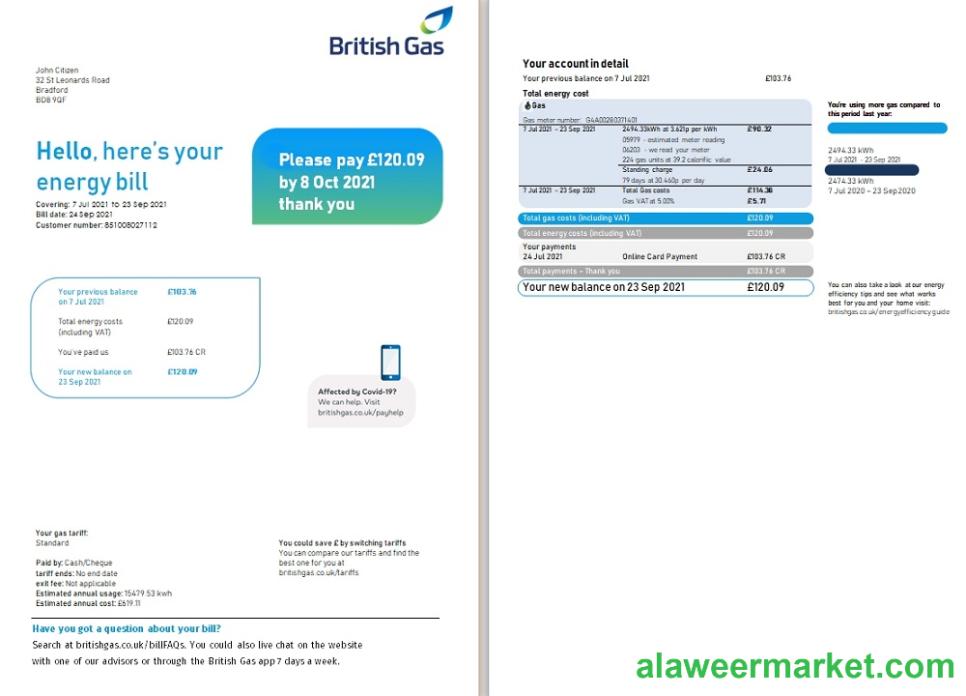 British Gas
John Citizen
32 St Leonards Road
Bradford
BD8 9QF
Hello, here's your
energy bill
Covering: 7 Jul 2021 to 23 Sep 2021
Bill date: 24 Sep 2021
Customer number: 851008027112
Please pay £120.09
by 8 Oct 2021
thank you
Your previous balance £103.76
on 7 Jul 2021
Total energy costs £120.09
(including VAT)
You've paid us £103.76 CR
Your new balance on £120.09
23 Sep 2021
Affected by Covid-19?
We can help. Visit
britishgas.co.uk/payhelp
Your gas tariff:
Standard
Paid by: Cash/Cheque
tariff ends: No end date
exit fee: Not applicable
Estimated annual usage: 15479.53 kwh
Estimated annual cost: £619.11
You could save £ by switching tariffs
You can compare our tariffs and find the
best one for you at
britishgas.co.uk/tariffs
Have you got a question about your bill?
Search at britishgas.co.uk/billFAQs. You could also live chat on the website
with one of our advisors or through the British Gas app 7 days a week.
Your account in detail
Your previous balance on 7 Jul 2021 £103.76
Total energy cost
Gas
Gas meter number: G4A00280371401
7 Jul 2021 - 23 Sep 2021 2494.33kWh at 3.621p per kWh £90.32
05979 - estimated meter reading
06203 - we read your meter
224 gas units at 39.2 calorific value
Standing charge £24.06
79 days at 30.460p per day
7 Jul 2021 - 23 Sep 2021 Total Gas costs £114.38
Gas VAT at 5.00% £5.71
Total gas costs (including VAT) £120.09
Total energy costs (including VAT) £120.09
Your payments
24 Jul 2021 Online Card Payment £103.76 CR
Total payments - Thank you £103.76 CR
Your new balance on 23 Sep 2021 £120.09
You're using more gas compared to
this period last year:
2494.33 kWh
7 Jul 2021 - 23 Sep 2021
2474.33 kWh
7 Jul 2020 - 23 Sep2020
You can also take a look at our energy
efficiency tips and see what works
best for you and your home visit:
britishgas.co.uk/energyefficiencyguide
alaweermarket.com